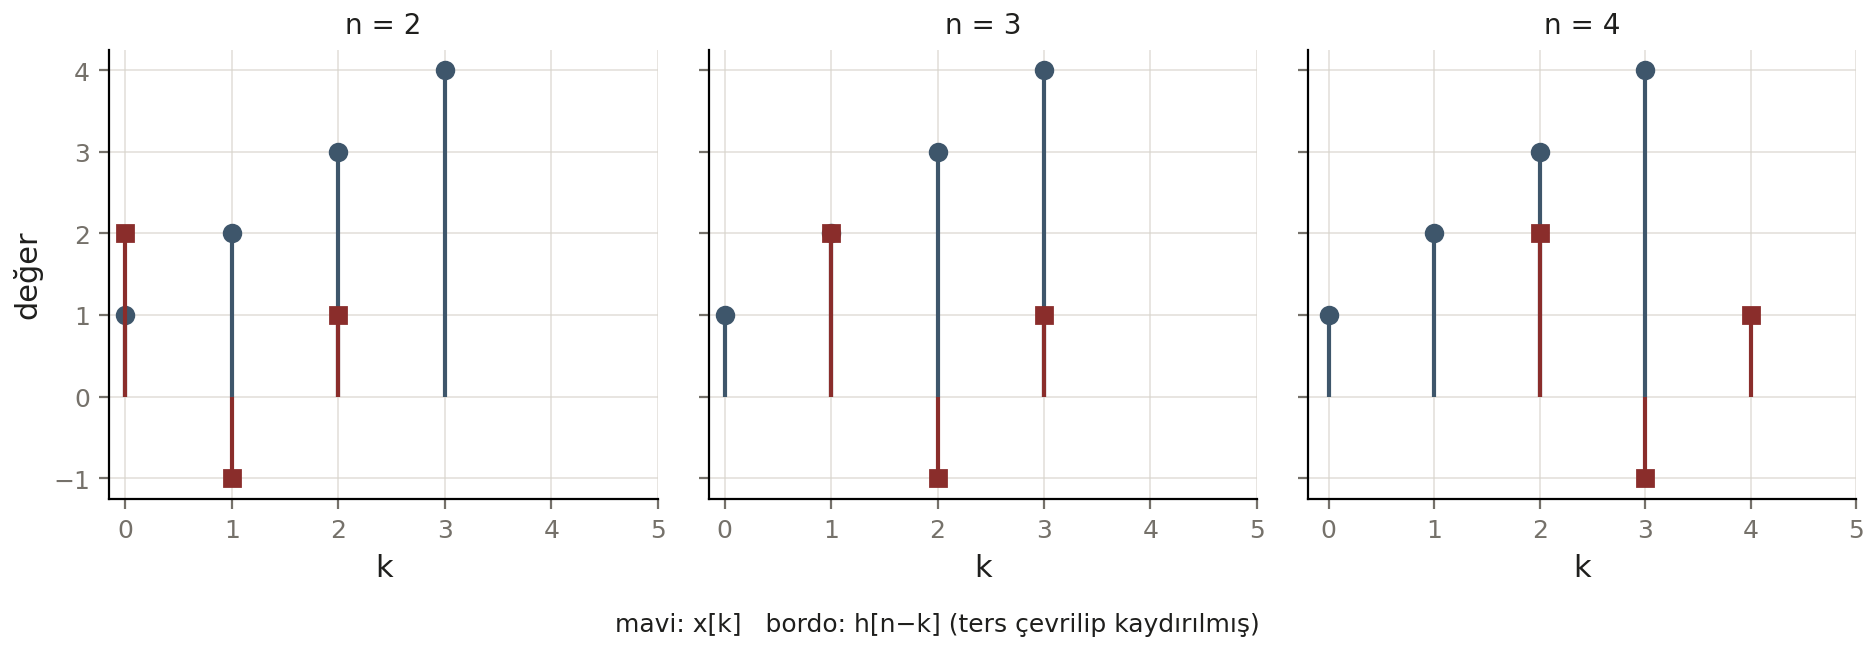 n = 2
n = 3
n = 4
4
3
2
1
0
−1
değer
0 1 2 3 4 5
0 1 2 3 4 5
0 1 2 3 4 5
k
k
k
mavi: x[k] bordo: h[n−k] (ters çevrilip kaydırılmış)